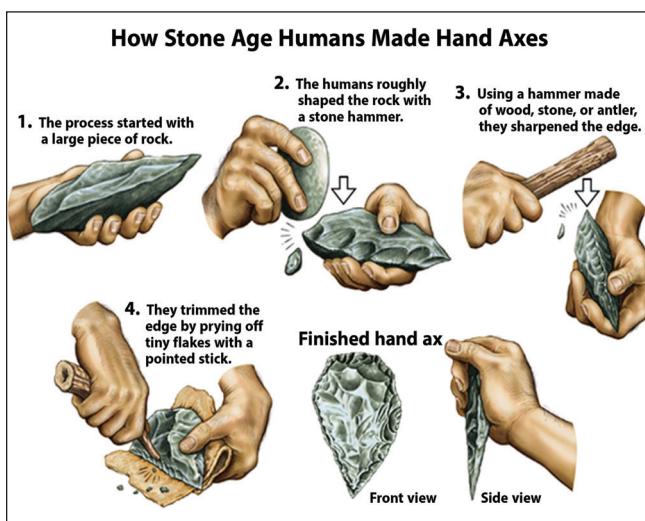 How Stone Age Humans Made Hand Axes
1. The process started with
a large piece of rock.
2. The humans roughly
shaped the rock with
a stone hammer.
3. Using a hammer made
of wood, stone, or antler,
they sharpened the edge.
4. They trimmed the
edge by prying off
tiny flakes with a
pointed stick.
Finished hand ax
Front view
Side view